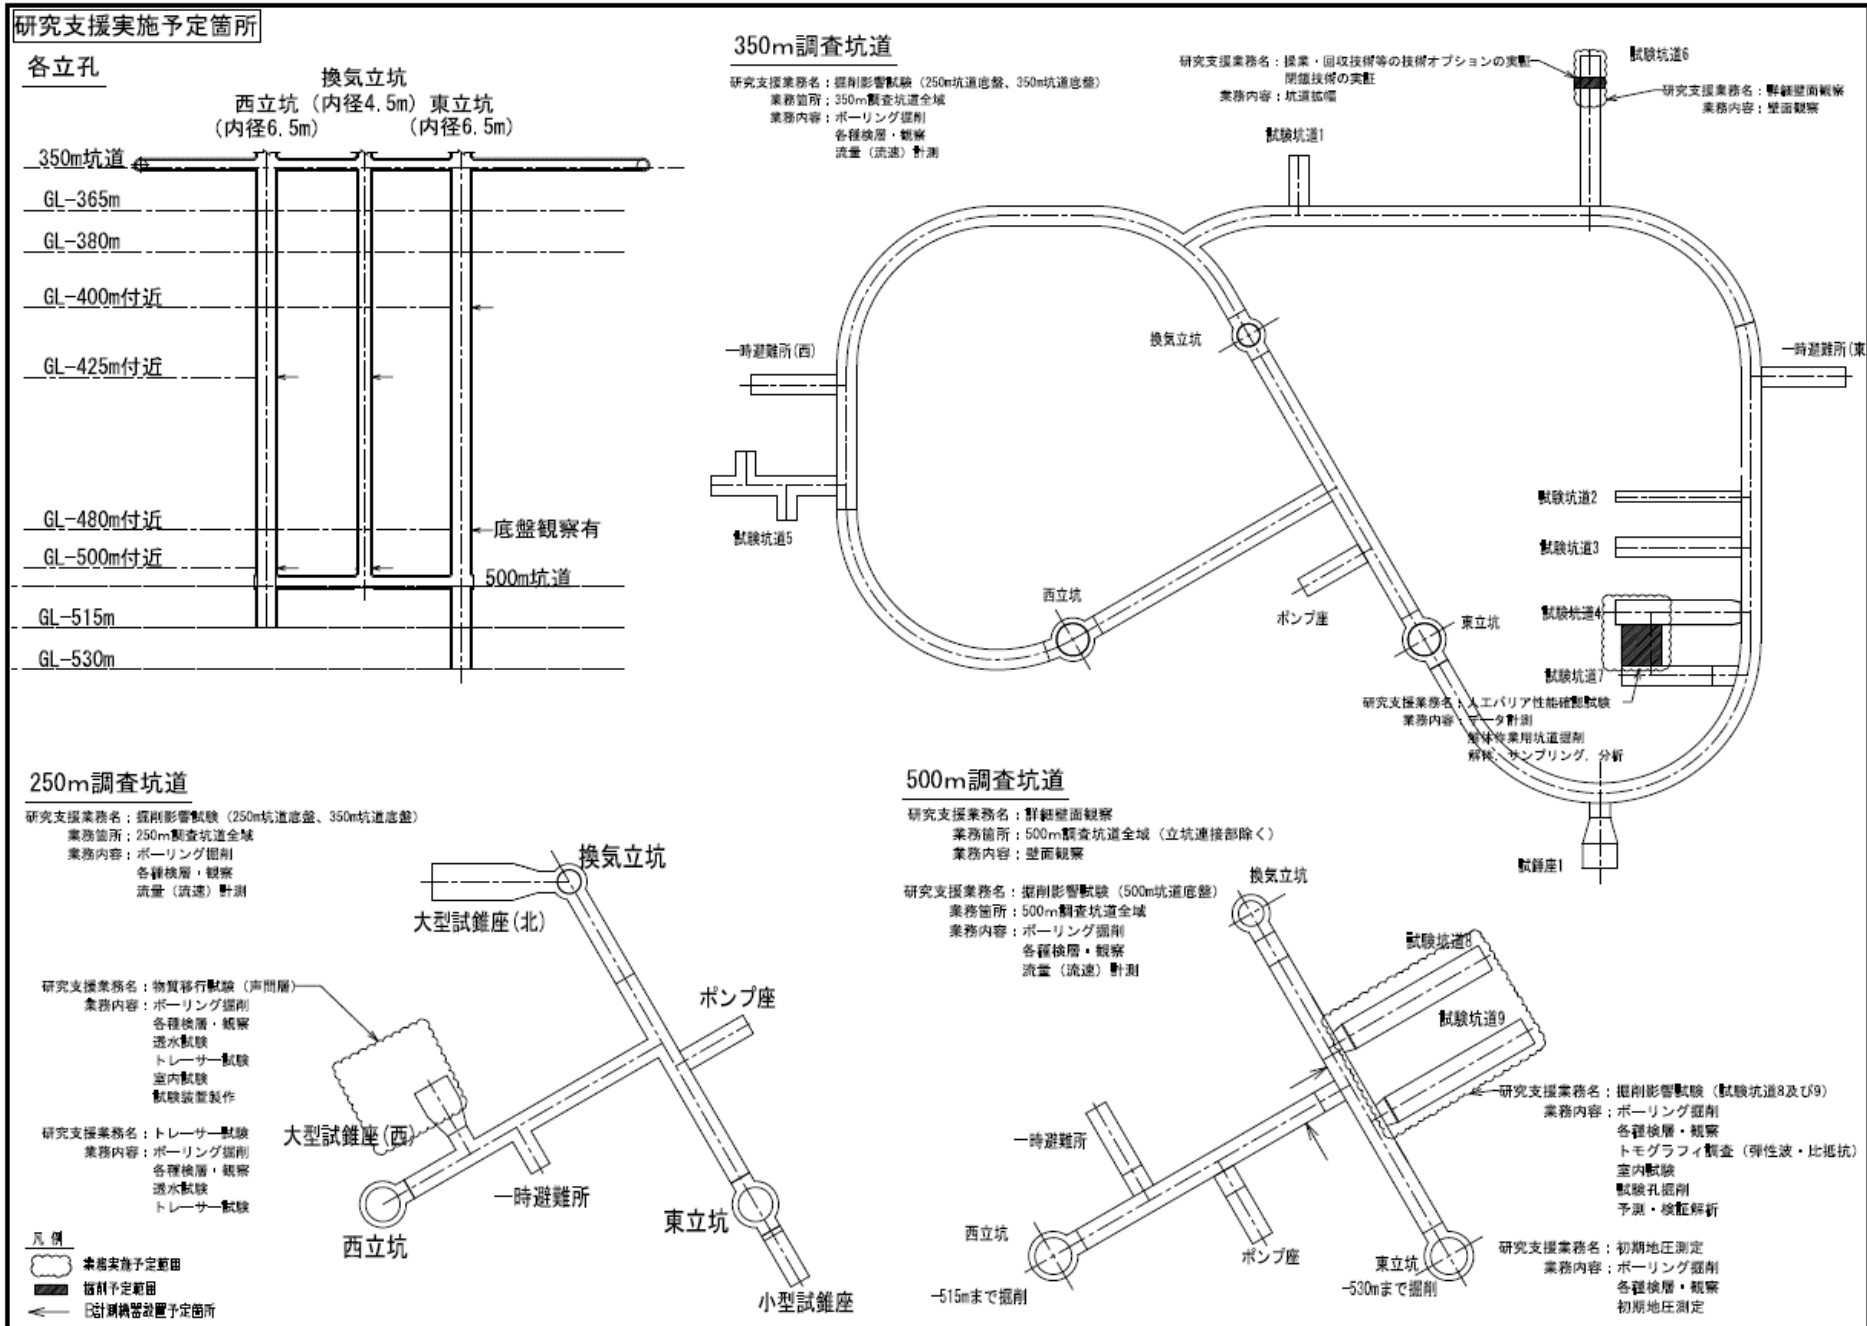 研究支援実施予定箇所
各立孔
換気立坑
西立坑（内径4.5m）東立坑
（内径6.5m）　（内径6.5m）
350m坑道
GL−365m
GL−380m
GL−400m付近
GL−425m付近
GL−480m付近
底盤観察有
GL−500m付近
500m坑道
GL−515m
GL−530m
350m調査坑道
研究支援業務名：掘削影響試験（250m坑道底盤、350m坑道底盤）
業務箇所：350m調査坑道全域
業務内容：ボーリング掘削
各種検層・観察
流量（流速）計測
研究支援業務名：操業・回収技術等の技術オプションの実証
閉鎖技術の実証
業務内容：坑道拡幅
試験坑道6
研究支援業務名：詳細壁面観察
業務内容：壁面観察
試験坑道1
換気立坑
一時避難所(西)
一時避難所(東
試験坑道5
試験坑道2
試験坑道3
試験坑道4
試験坑道7
西立坑
ポンプ座
東立坑
研究支援業務名：人工バリア性能確認試験
業務内容：データ計測
解体作業用坑道掘削
解体、サンプリング、分析
試錐座1
250m調査坑道
研究支援業務名：掘削影響試験（250m坑道底盤、350m坑道底盤）
業務箇所：250m調査坑道全域
業務内容：ボーリング掘削
各種検層・観察
流量（流速）計測
換気立坑
大型試錐座(北)
ポンプ座
研究支援業務名：物質移行試験（声問層）
業務内容：ボーリング掘削
各種検層・観察
透水試験
トレーサー試験
室内試験
試験装置製作
大型試錐座(西)
研究支援業務名：トレーサー試験
業務内容：ボーリング掘削
各種検層・観察
透水試験
トレーサー試験
一時避難所
西立坑
東立坑
小型試錐座
凡例
業務実施予定範囲
掘削予定範囲
B計測機器設置予定箇所
500m調査坑道
研究支援業務名：詳細壁面観察
業務箇所：500m調査坑道全域（立坑連接部除く）
業務内容：壁面観察
研究支援業務名：掘削影響試験（500m坑道底盤）
業務箇所：500m調査坑道全域
業務内容：ボーリング掘削
各種検層・観察
流量（流速）計測
換気立坑
試験坑道8
試験坑道9
一時避難所
西立坑
ポンプ座
東立坑
−515mまで掘削
−530mまで掘削
研究支援業務名：掘削影響試験（試験坑道8及び9）
業務内容：ボーリング掘削
各種検層・観察
トモグラフィ調査（弾性波・比抵抗）
室内試験
試験孔掘削
予測・検証解析
研究支援業務名：初期地圧測定
業務内容：ボーリング掘削
各種検層・観察
初期地圧測定